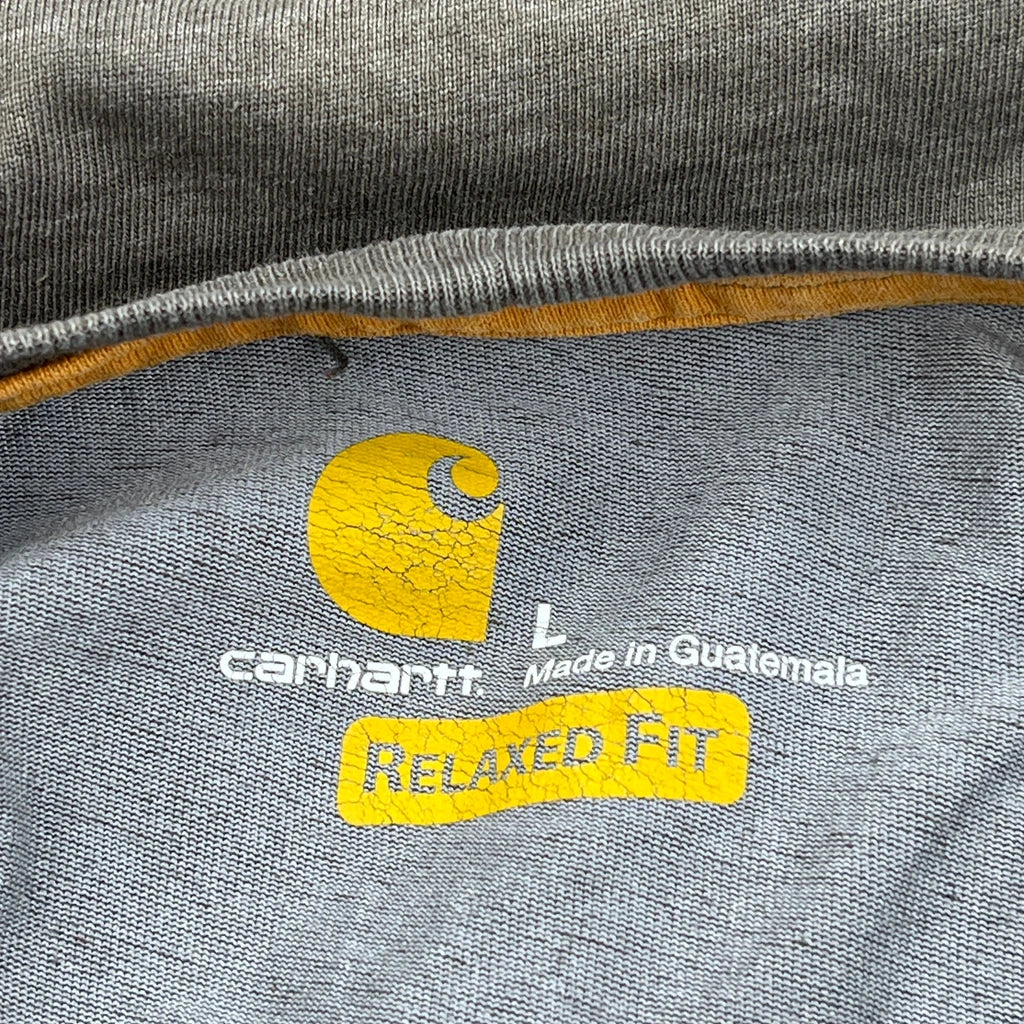 L
carhartt.
Made in Guatemala
RELAXED FIT